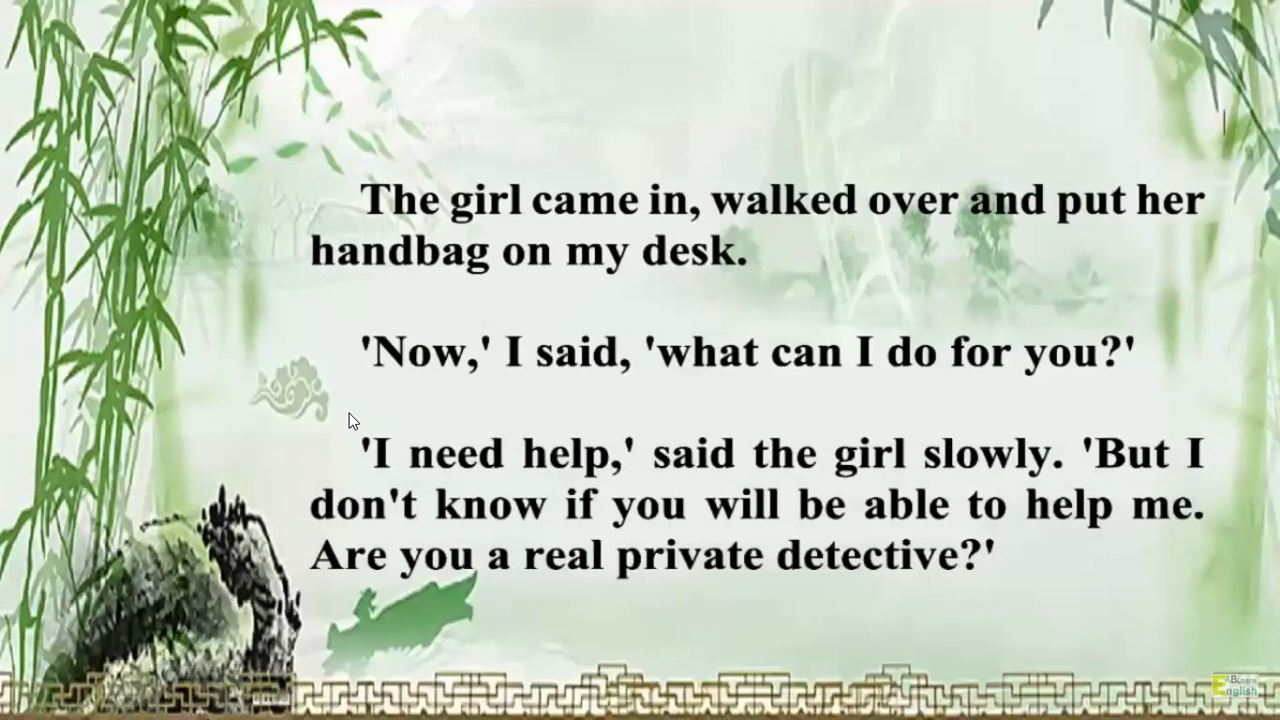 The girl came in, walked over and put her
handbag on my desk.
'Now,' I said, 'what can I do for you?'
'I need help,' said the girl slowly. 'But I
don't know if you will be able to help me.
Are you a real private detective?'
English